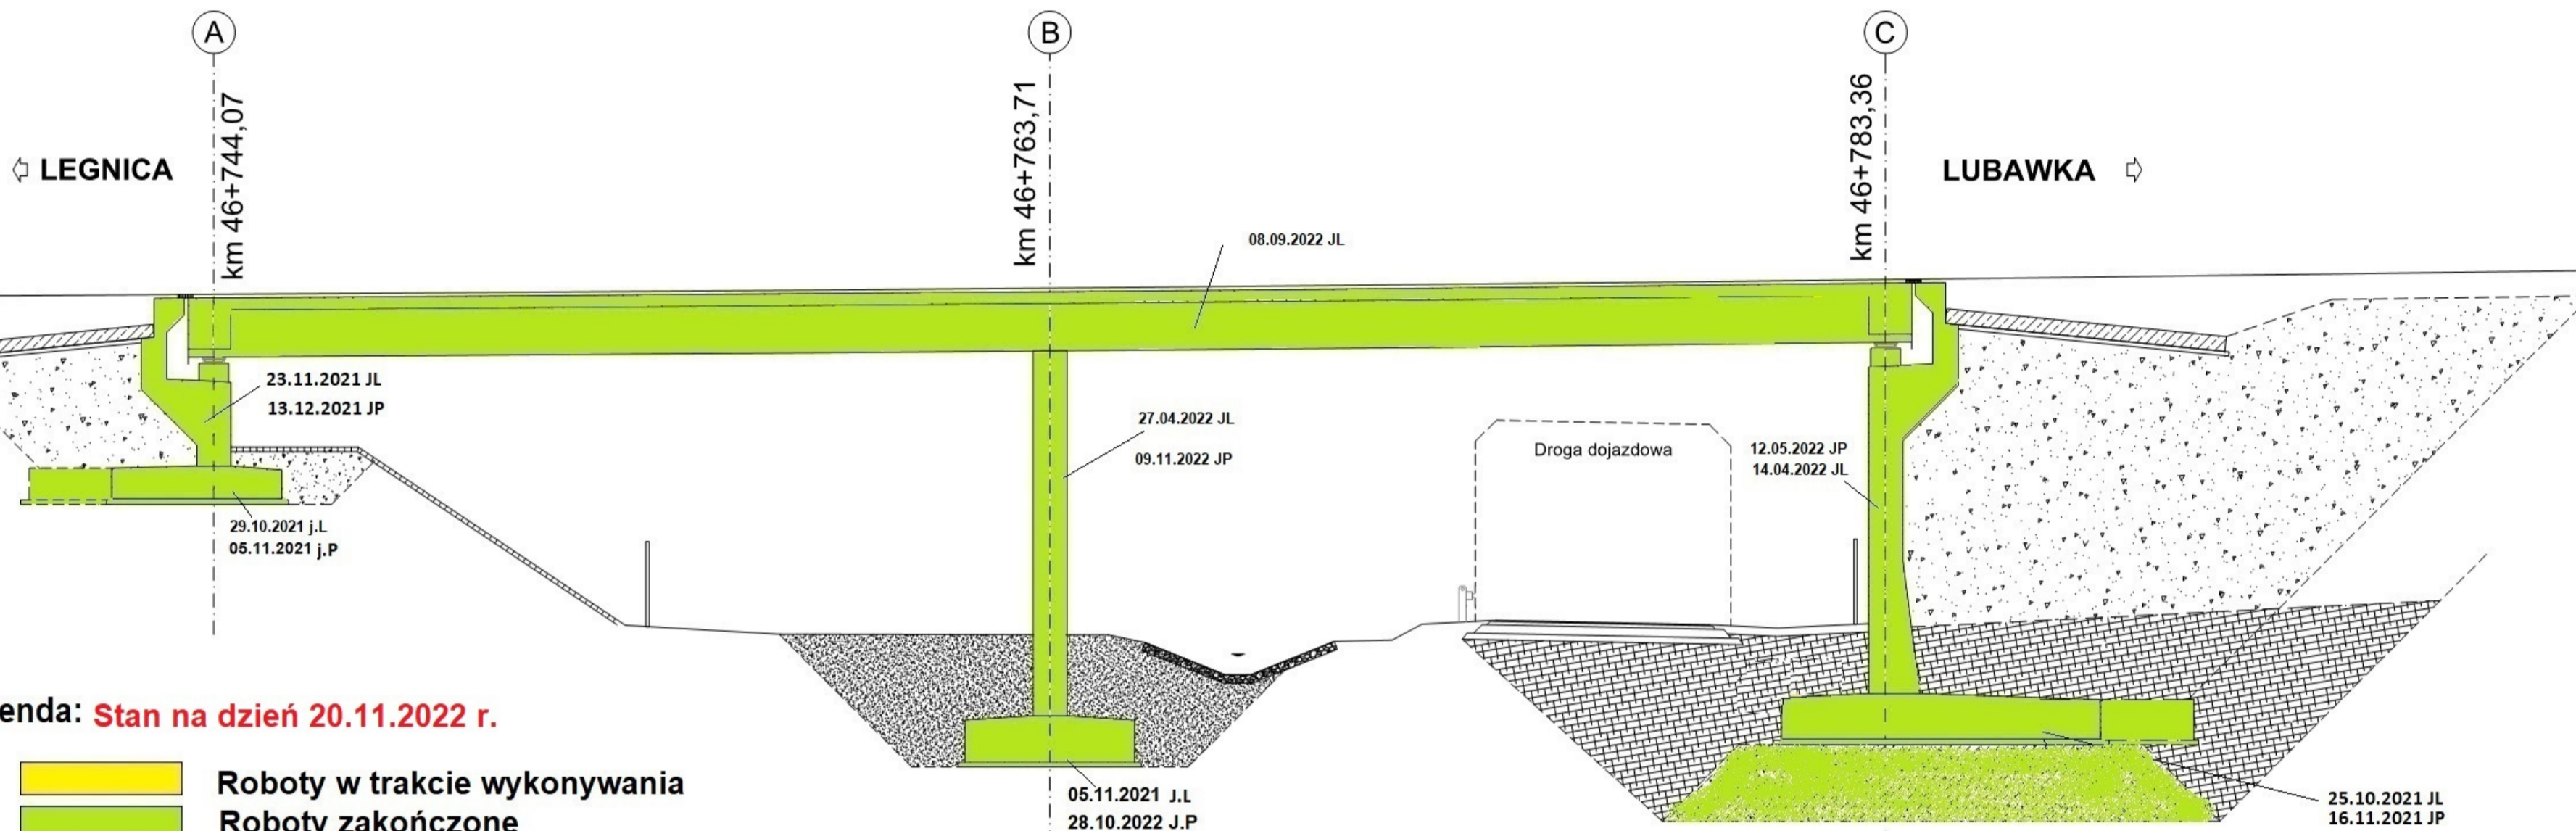 A
B
C
km 46+744,07
km 46+763,71
km 46+783,36
LEGNICA
LUBAWKA
08.09.2022 JL
23.11.2021 JL
13.12.2021 JP
27.04.2022 JL
09.11.2022 JP
Droga dojazdowa
12.05.2022 JP
14.04.2022 JL
29.10.2021 j.L
05.11.2021 j.P
enda: Stan na dzień 20.11.2022 r.
Roboty w trakcie wykonywania
Roboty zakończone
05.11.2021 J.L
28.10.2022 J.P
25.10.2021 JL
16.11.2021 JP